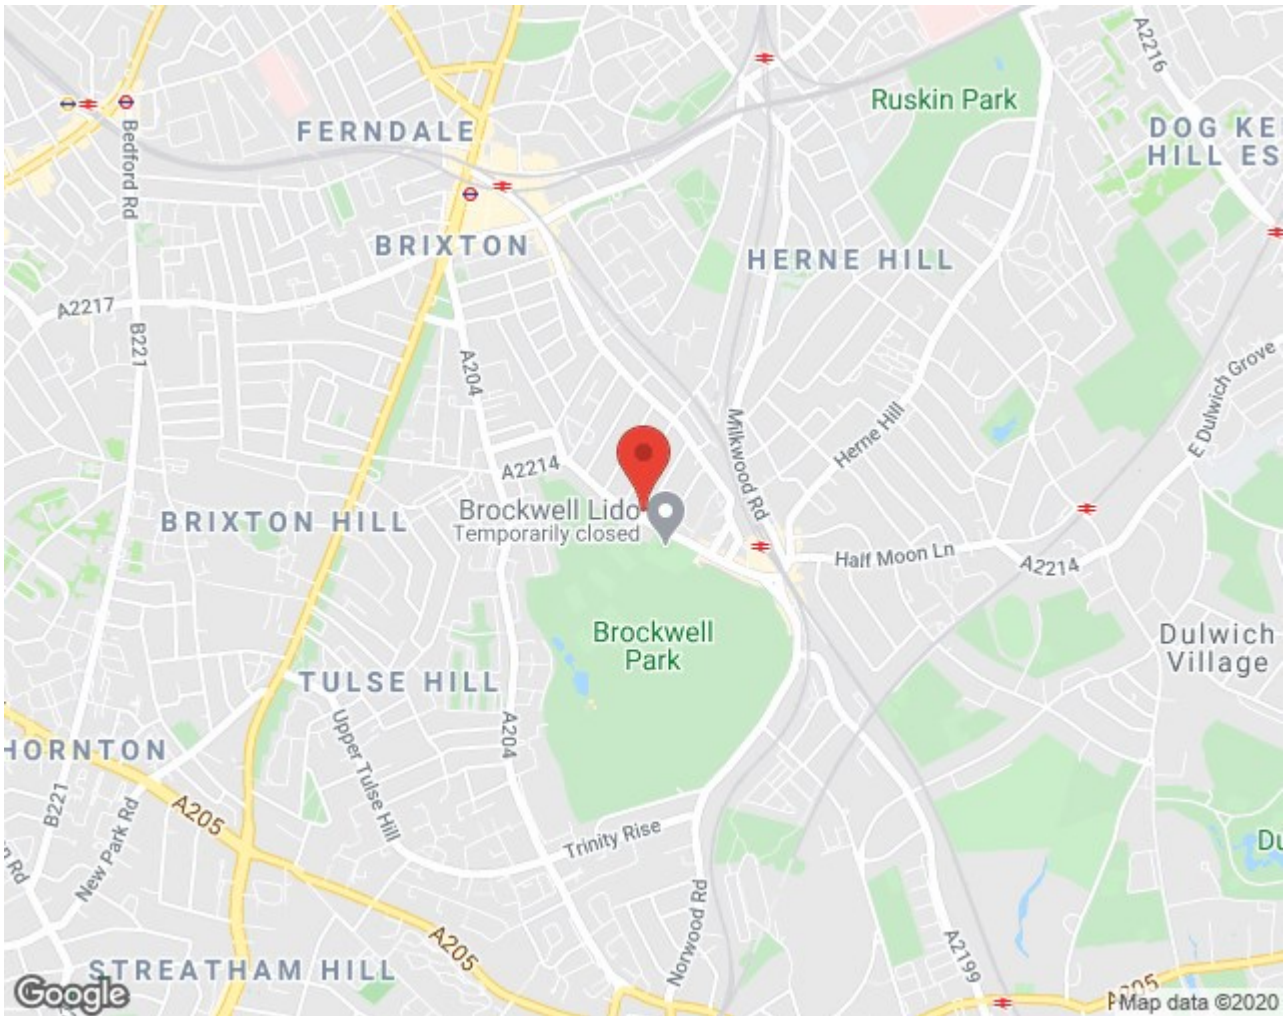 A2216
Ruskin Park
FERNDALE
DOG KE
HILL ES
Bedford Rd
BRIXTON
HERNE HILL
A2217
B221
A204
E Dulwich Grove
Milkwood Rd
Herne Hill
A2214
BRIXTON HILL
Brockwell Lido
Temporarily closed
Half Moon Ln
A2214
Brockwell
Park
Dulwich
Village
TULSE HILL
A204
Upper Tulse Hill
HORNTON
B221
A205
New Park Rd
Trinity Rise
Du
n Rd
Norwood Rd
A205
A2199
STREATHAM HILL
A205
Google
Map data ©2020